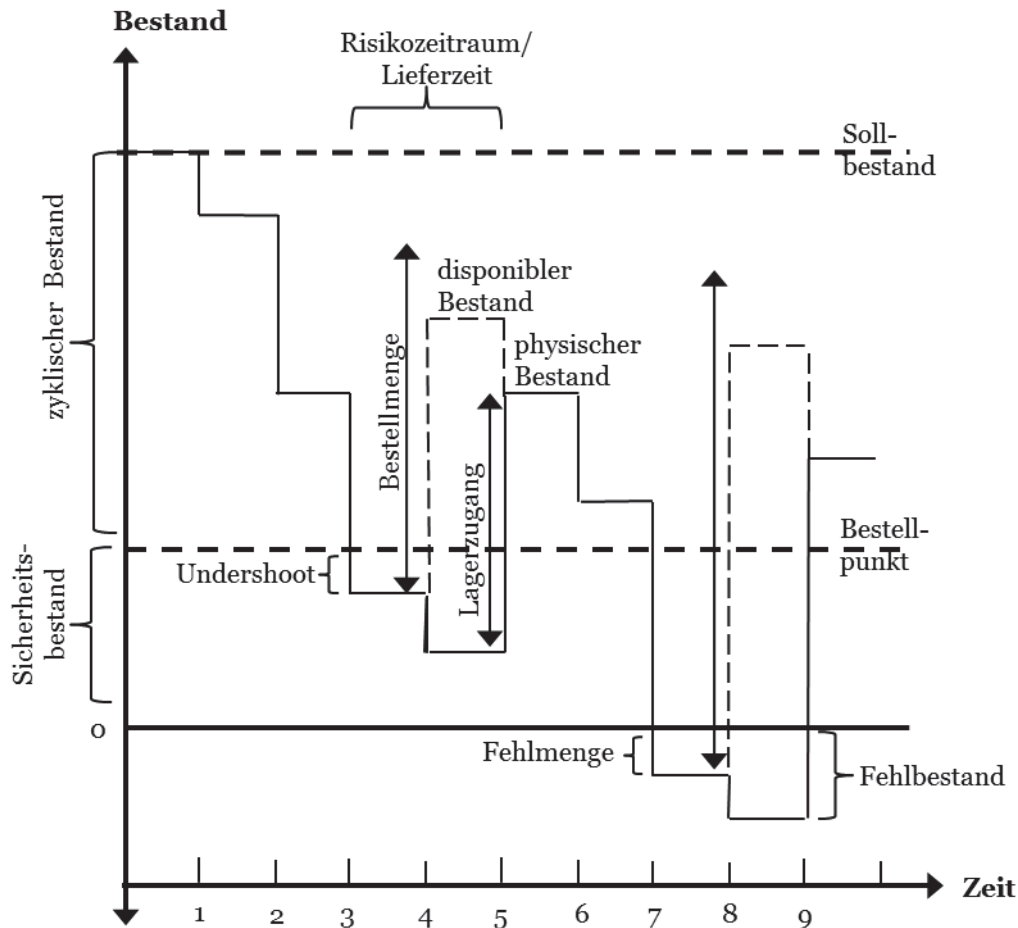 Bestand
Risikozeitraum/
Lieferzeit
Soll-
bestand
zyklischer Bestand
disponibler
Bestand
Bestellmenge
physischer
Bestand
Lagerzugang
Bestell-
punkt
Undershoot
Sicherheits-
bestand
0
Fehlmenge
Fehlbestand
Zeit
1 2 3 4 5 6 7 8 9